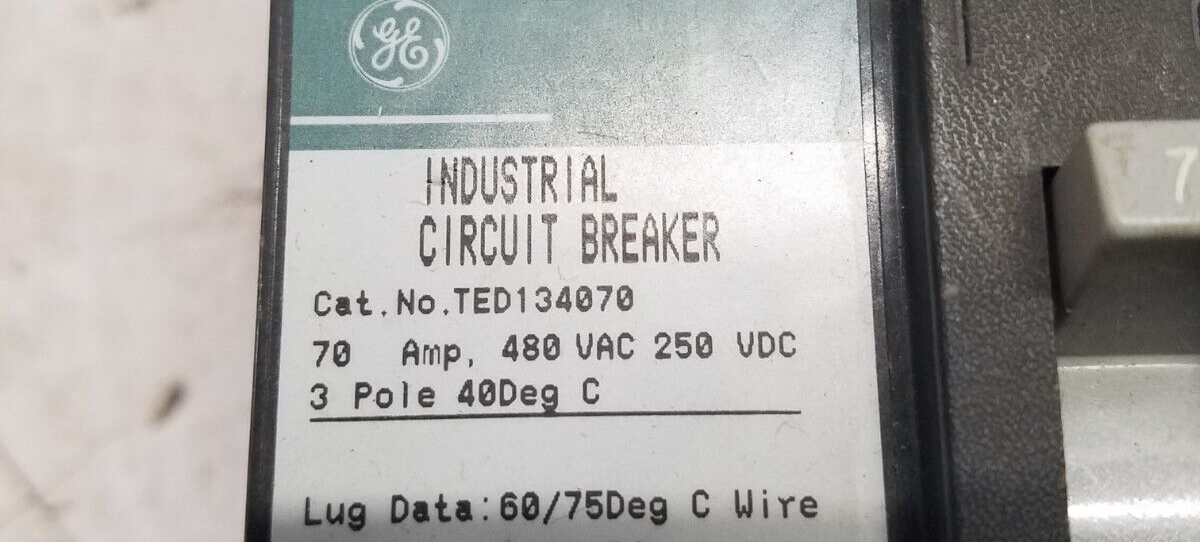 GE
INDUSTRIAL
CIRCUIT BREAKER
Cat.No.TED134070
70 Amp, 480 VAC 250 VDC
3 Pole 40Deg C
Lug Data:60/75Deg C Wire
7